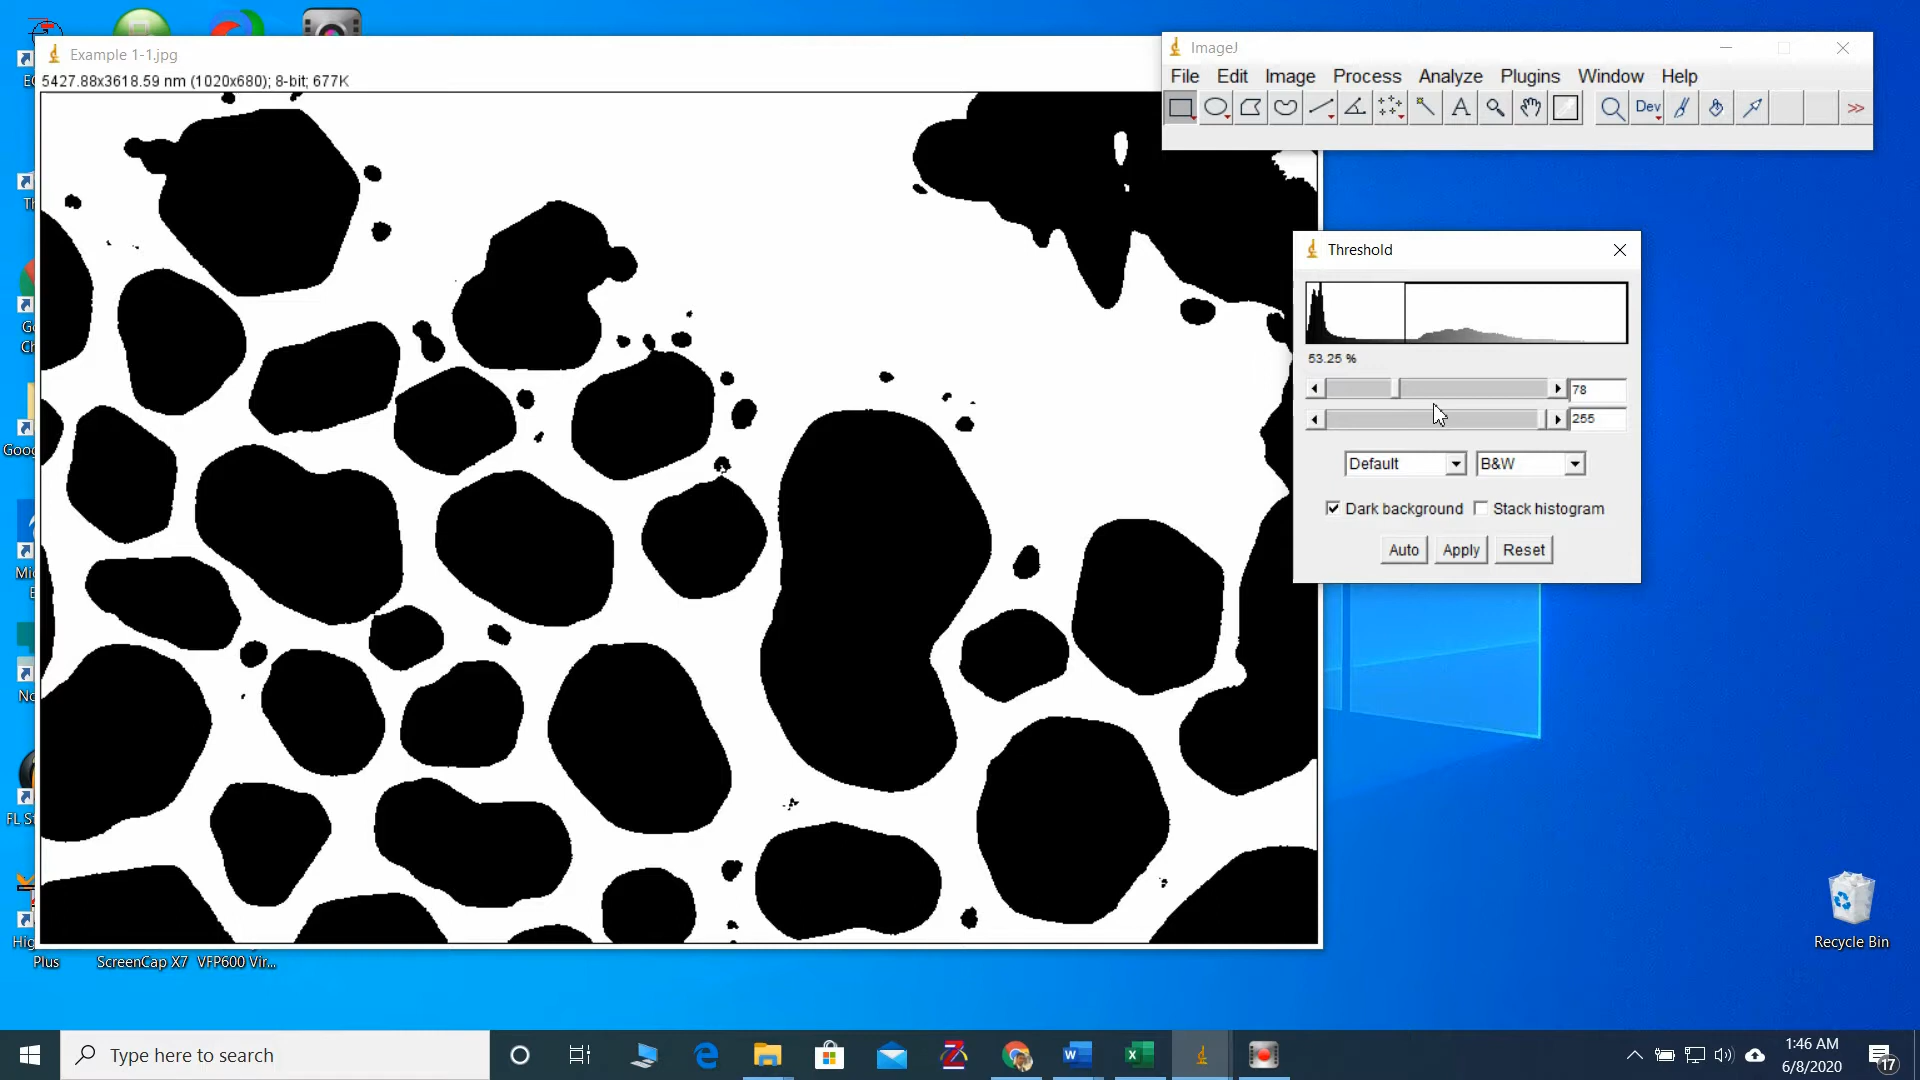 Example 1-1.jpg
5427.88x3618.59 nm (1020x680); 8-bit; 677K
ImageJ
File Edit Image Process Analyze Plugins Window Help
Dev
>>
Threshold
53.25 %
78
255
Default B&W
Dark background Stack histogram
Auto Apply Reset
Plus ScreenCap X7 VFP600 Vir...
Recycle Bin
Type here to search
1:46 AM
6/8/2020
17